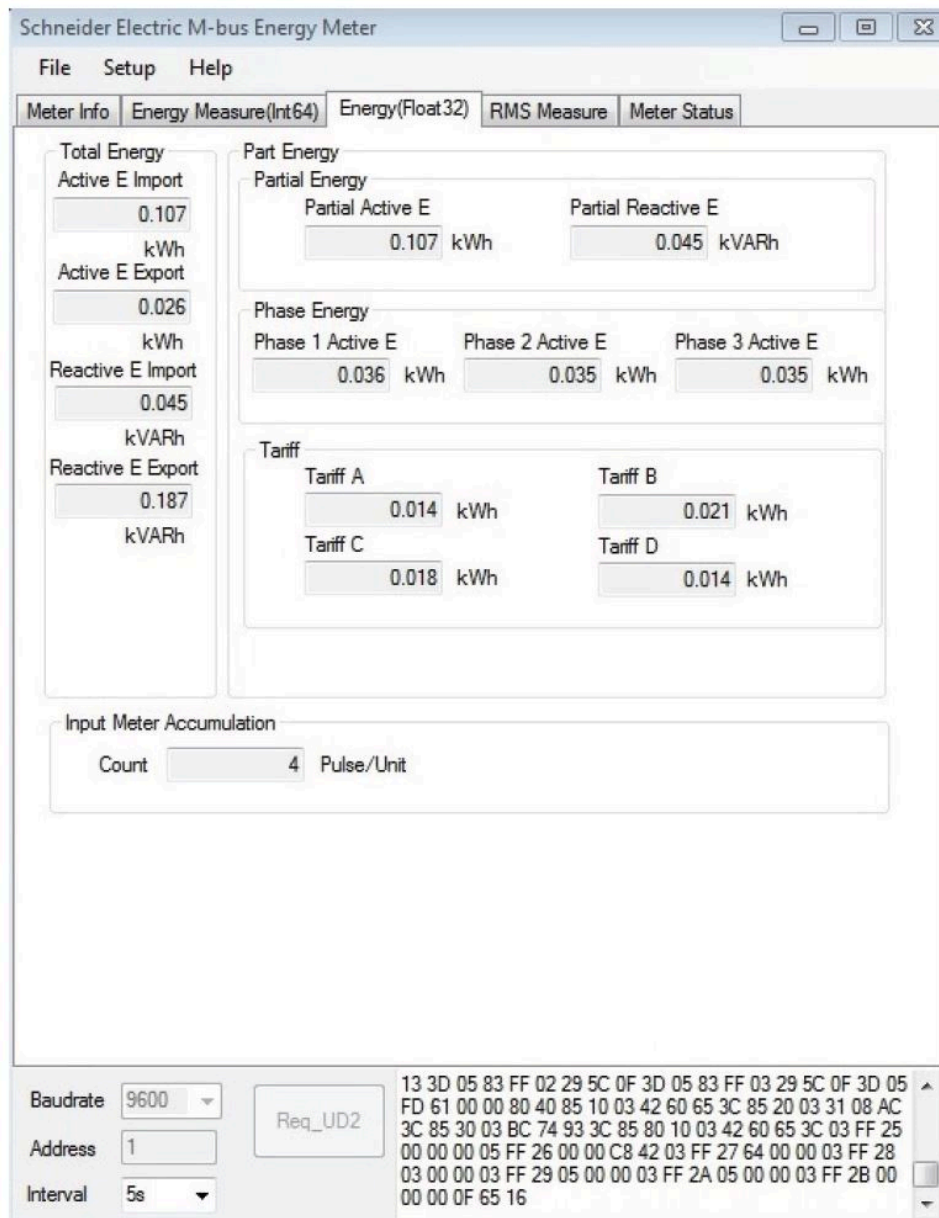 Schneider Electric M-bus Energy Meter
File Setup Help
Meter Info Energy Measure(Int64) Energy(Float32) RMS Measure Meter Status
Total Energy
Active E Import
0.107
kWh
Active E Export
0.026
kWh
Reactive E Import
0.045
kVARh
Reactive E Export
0.187
kVARh
Part Energy
Partial Energy
Partial Active E Partial Reactive E
0.107 kWh 0.045 kVARh
Phase Energy
Phase 1 Active E Phase 2 Active E Phase 3 Active E
0.036 kWh 0.035 kWh 0.035 kWh
Tariff
Tariff A Tariff B
0.014 kWh 0.021 kWh
Tariff C Tariff D
0.018 kWh 0.014 kWh
Input Meter Accumulation
Count 4 Pulse/Unit
Baudrate 9600
Address 1
Interval 5s
Req_UD2
13 3D 05 83 FF 02 29 5C 0F 3D 05 83 FF 03 29 5C 0F 3D 05
FD 61 00 00 80 40 85 10 03 42 60 65 3C 85 20 03 31 08 AC
3C 85 30 03 BC 74 93 3C 85 80 10 03 42 60 65 3C 03 FF 25
00 00 00 05 FF 26 00 00 C8 42 03 FF 27 64 00 00 03 FF 28
03 00 00 03 FF 29 05 00 00 03 FF 2A 05 00 00 03 FF 2B 00
00 00 0F 65 16